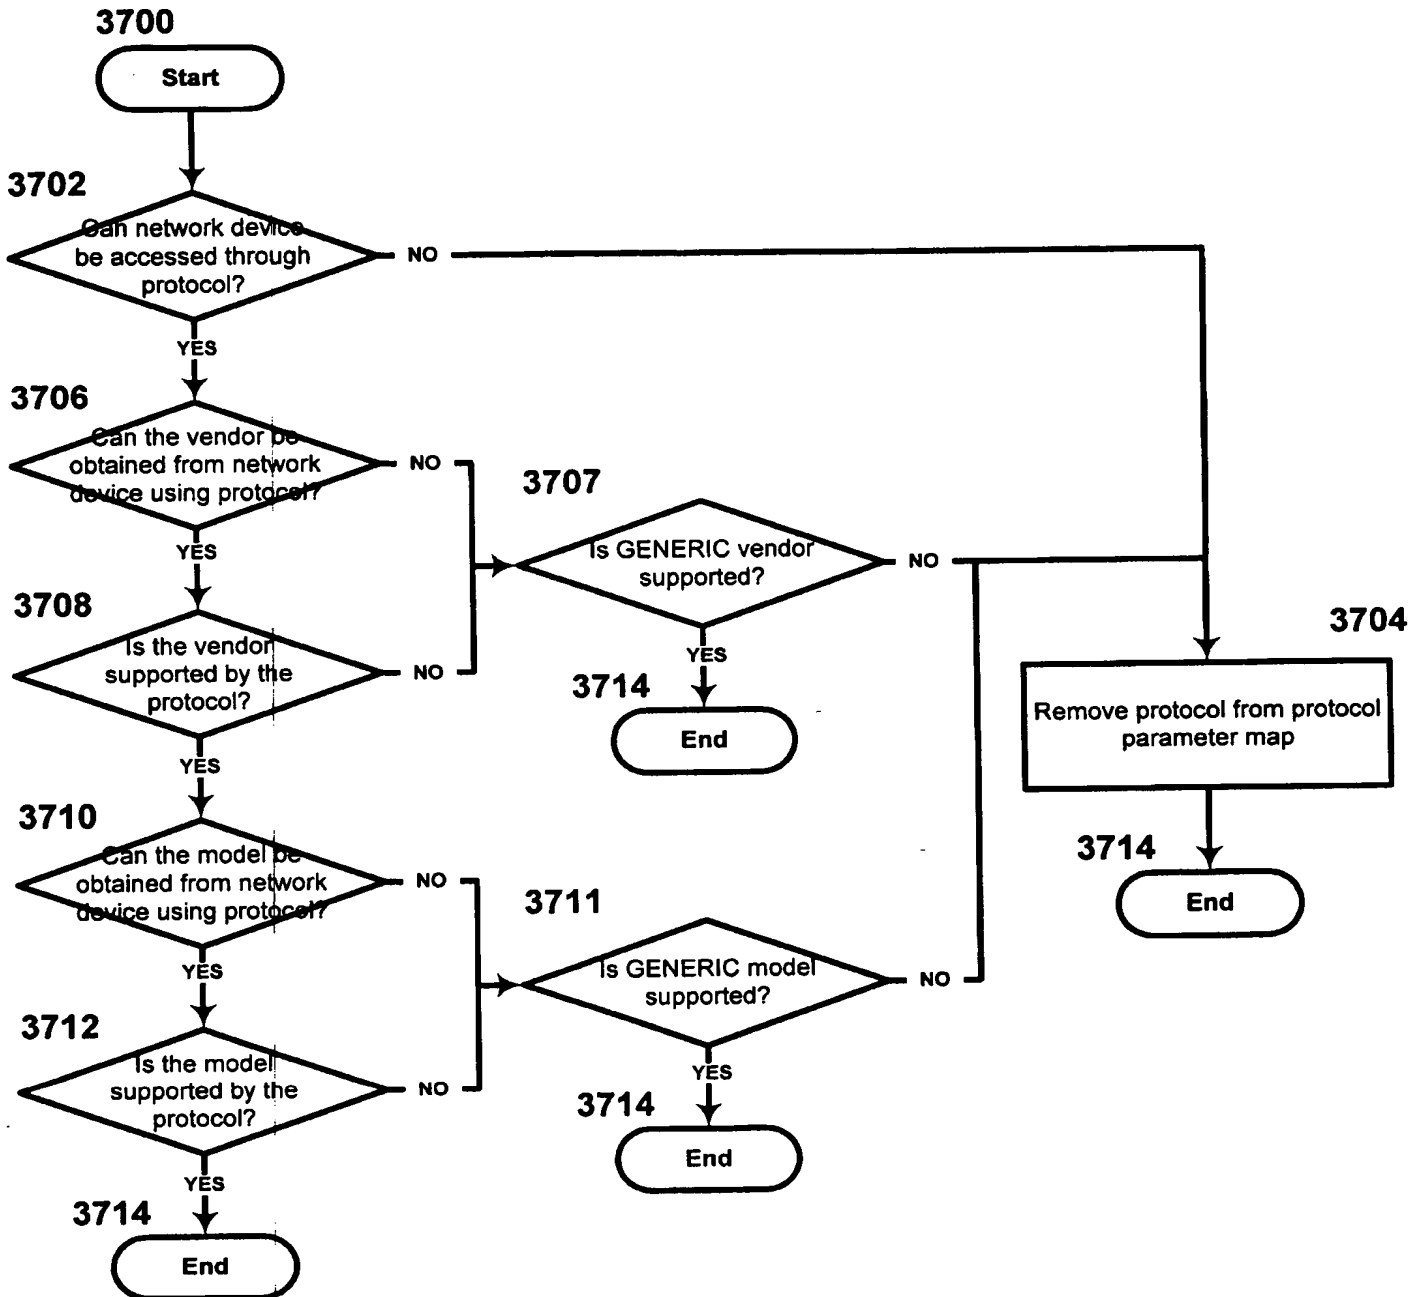 3700
Start
3702
Can network device
be accessed through
protocol?
NO
YES
3706
Can the vendor be
obtained from network
device using protocol?
NO
YES
3707
Is GENERIC vendor
supported?
NO
YES
3708
Is the vendor
supported by the
protocol?
NO
YES
3714
End
3704
Remove protocol from protocol
parameter map
3714
End
3710
Can the model be
obtained from network
device using protocol?
NO
YES
3711
Is GENERIC model
supported?
NO
YES
3712
Is the model
supported by the
protocol?
NO
YES
3714
End
3714
End